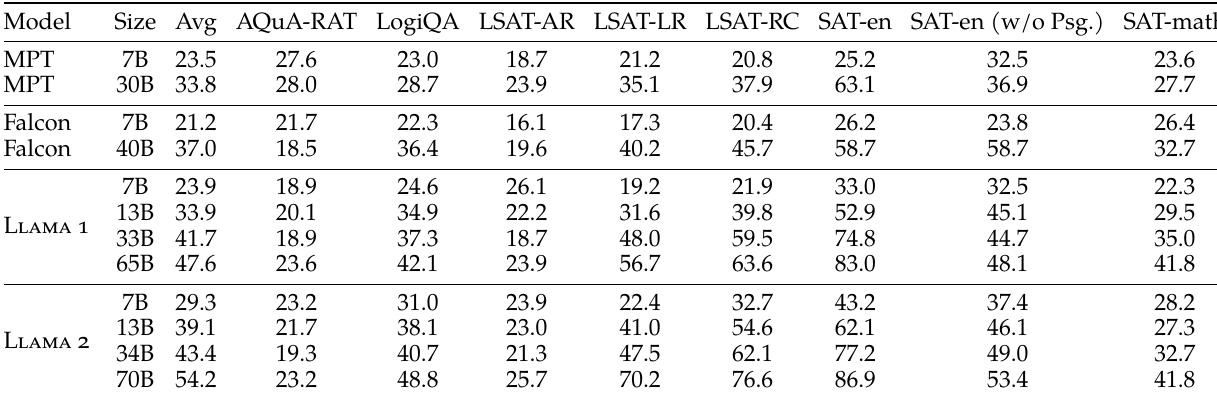 Model Size Avg AQuA-RAT LogiQA LSAT-AR LSAT-LR LSAT-RC SAT-en SAT-en (w/o Psg.) SAT-math
MPT 7B 23.5 27.6 23.0 18.7 21.2 20.8 25.2 32.5 23.6
MPT 30B 33.8 28.0 28.7 23.9 35.1 37.9 63.1 36.9 27.7
Falcon 7B 21.2 21.7 22.3 16.1 17.3 20.4 26.2 23.8 26.4
Falcon 40B 37.0 18.5 36.4 19.6 40.2 45.7 58.7 58.7 32.7
Llama 1
7B 23.9 18.9 24.6 26.1 19.2 21.9 33.0 32.5 22.3
13B 33.9 20.1 34.9 22.2 31.6 39.8 52.9 45.1 29.5
33B 41.7 18.9 37.3 18.7 48.0 59.5 74.8 44.7 35.0
65B 47.6 23.6 42.1 23.9 56.7 63.6 83.0 48.1 41.8
Llama 2
7B 29.3 23.2 31.0 23.9 22.4 32.7 43.2 37.4 28.2
13B 39.1 21.7 38.1 23.0 41.0 54.6 62.1 46.1 27.3
34B 43.4 19.3 40.7 21.3 47.5 62.1 77.2 49.0 32.7
70B 54.2 23.2 48.8 25.7 70.2 76.6 86.9 53.4 41.8